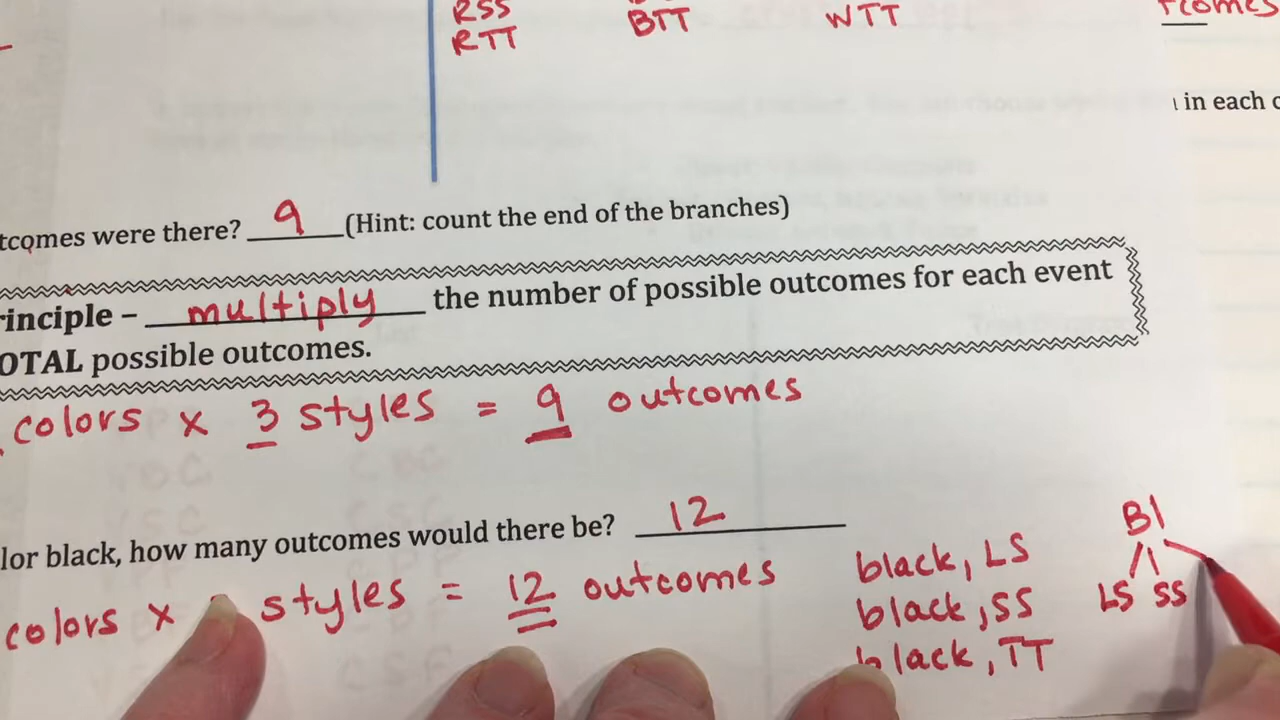 RSS
RTT
BTT
WTT
in each
tcomes were there? 9 (Hint: count the end of the branches)
rinciple – multiply the number of possible outcomes for each event
OTAL possible outcomes.
colors x 3 styles = 9 outcomes
lor black, how many outcomes would there be? 12
colors x styles = 12 outcomes
black, LS
black, SS
black, TT
Bl
LS SS